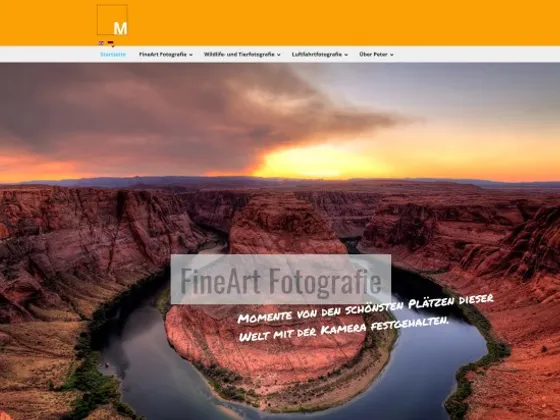 M
Startseite FineArt Fotografie Wildlife- und Tierfotografie Luftfahrtfotografie Über Peter
FineArt Fotografie
Momente von den schönsten Plätzen dieser
Welt mit der Kamera festgehalten.